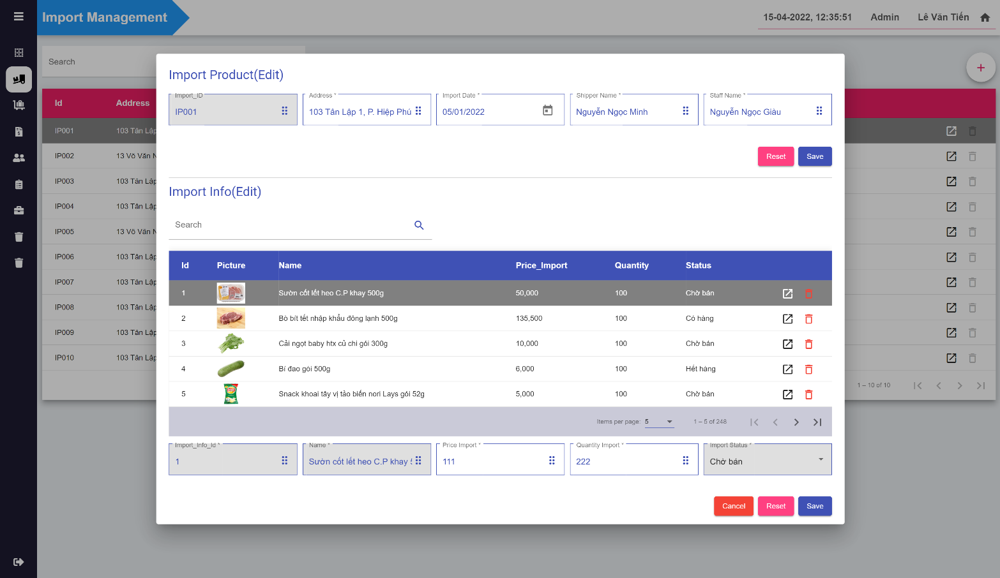 Import Management
15-04-2022, 12:35:51 Admin Lê Văn Tiến
Search
Id Address
IP001 103 Tân Lập
IP002 13 Võ Văn N
IP003 103 Tân Lập
IP004 103 Tân Lập
IP005 13 Võ Văn N
IP006 103 Tân Lập
IP007 103 Tân Lập
IP008 103 Tân Lập
IP009 103 Tân Lập
IP010 103 Tân Lập
1 – 10 of 10
Import Product(Edit)
Import_ID Address * Import Date * Shipper Name * Staff Name *
IP001 103 Tân Lập 1, P. Hiệp Phú 05/01/2022 Nguyễn Ngọc Minh Nguyễn Ngọc Giàu
Reset Save
Import Info(Edit)
Search
Id Picture Name Price_Import Quantity Status
1 Sườn cốt lết heo C.P khay 500g 50,000 100 Chờ bán
2 Bò bít tết nhập khẩu đông lạnh 500g 135,500 100 Có hàng
3 Cải ngọt baby htx củ chi gói 300g 10,000 100 Chờ bán
4 Bí đao gói 500g 6,000 100 Hết hàng
5 Snack khoai tây vị tảo biển nori Lays gói 52g 5,000 100 Chờ bán
Items per page: 5 1 – 5 of 248
Import_Info_Id * Name * Price Import * Quantity Import * Import Status *
1 Sườn cốt lết heo C.P khay 111 222 Chờ bán
Cancel Reset Save